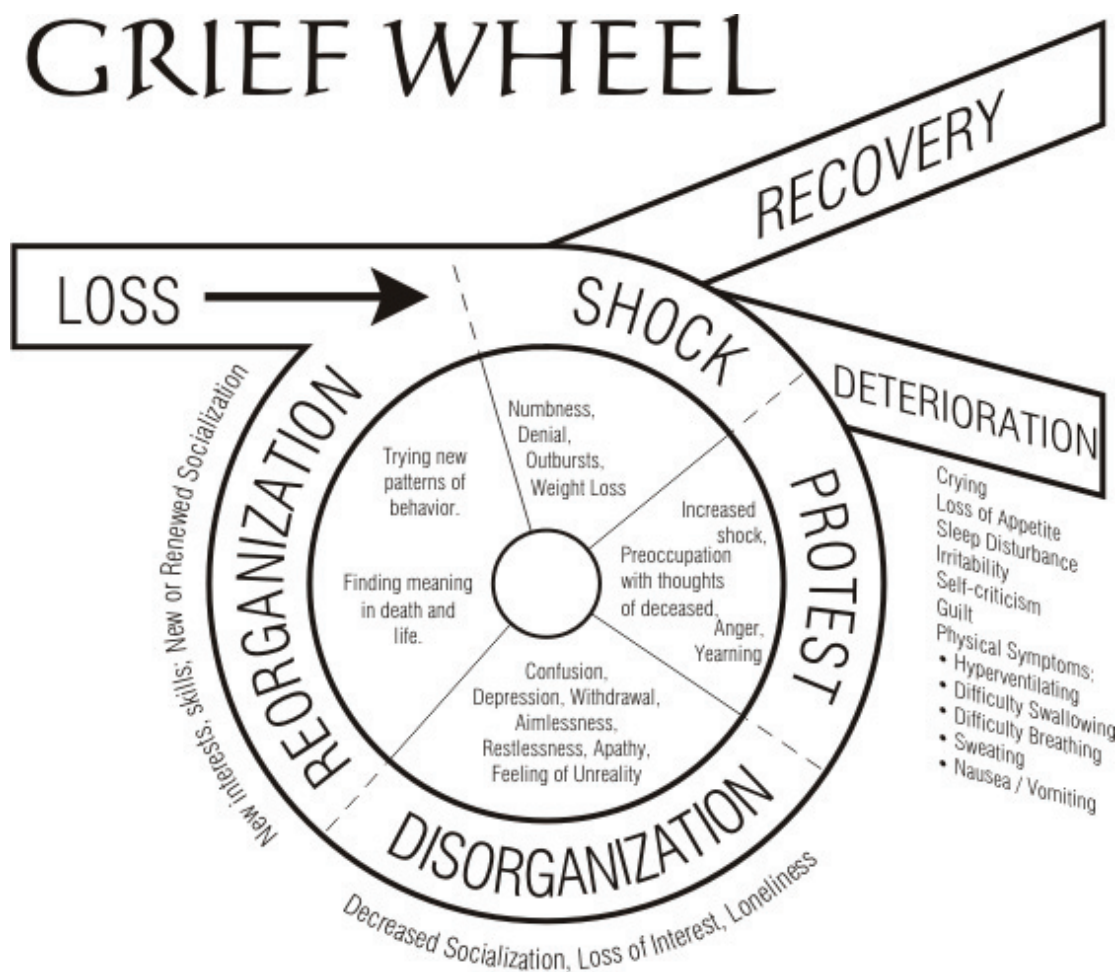 GRIEF WHEEL
RECOVERY
LOSS
SHOCK
DETERIORATION
PROTEST
DISORGANIZATION
REORGANIZATION
Numbness,
Denial,
Outbursts,
Weight Loss
Increased
shock,
Preoccupation
with thoughts
of deceased,
Anger,
Yearning
Confusion,
Depression, Withdrawal,
Aimlessness,
Restlessness, Apathy,
Feeling of Unreality
Trying new
patterns of
behavior.
Finding meaning
in death and
life.
Crying
Loss of Appetite
Sleep Disturbance
Irritability
Self-criticism
Guilt
Physical Symptoms:
• Hyperventilating
• Difficulty Swallowing
• Difficulty Breathing
• Sweating
• Nausea / Vomiting
Decreased Socialization, Loss of Interest, Loneliness
New interests, skills; New or Renewed Socialization